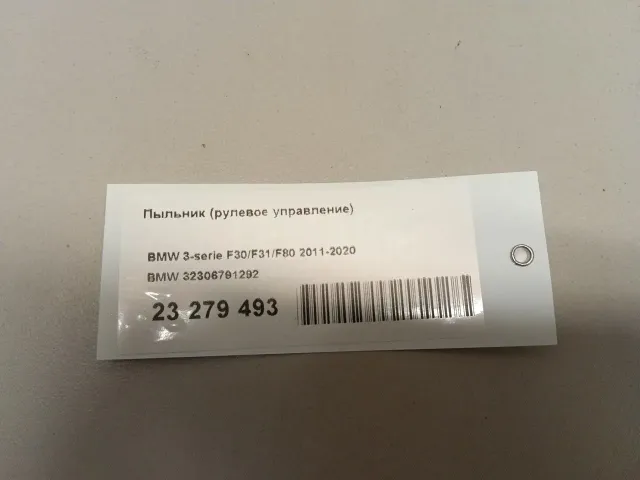 Пыльник (рулевое управление)
BMW 3-serie F30/F31/F80 2011-2020
BMW 32306791292
23 279 493